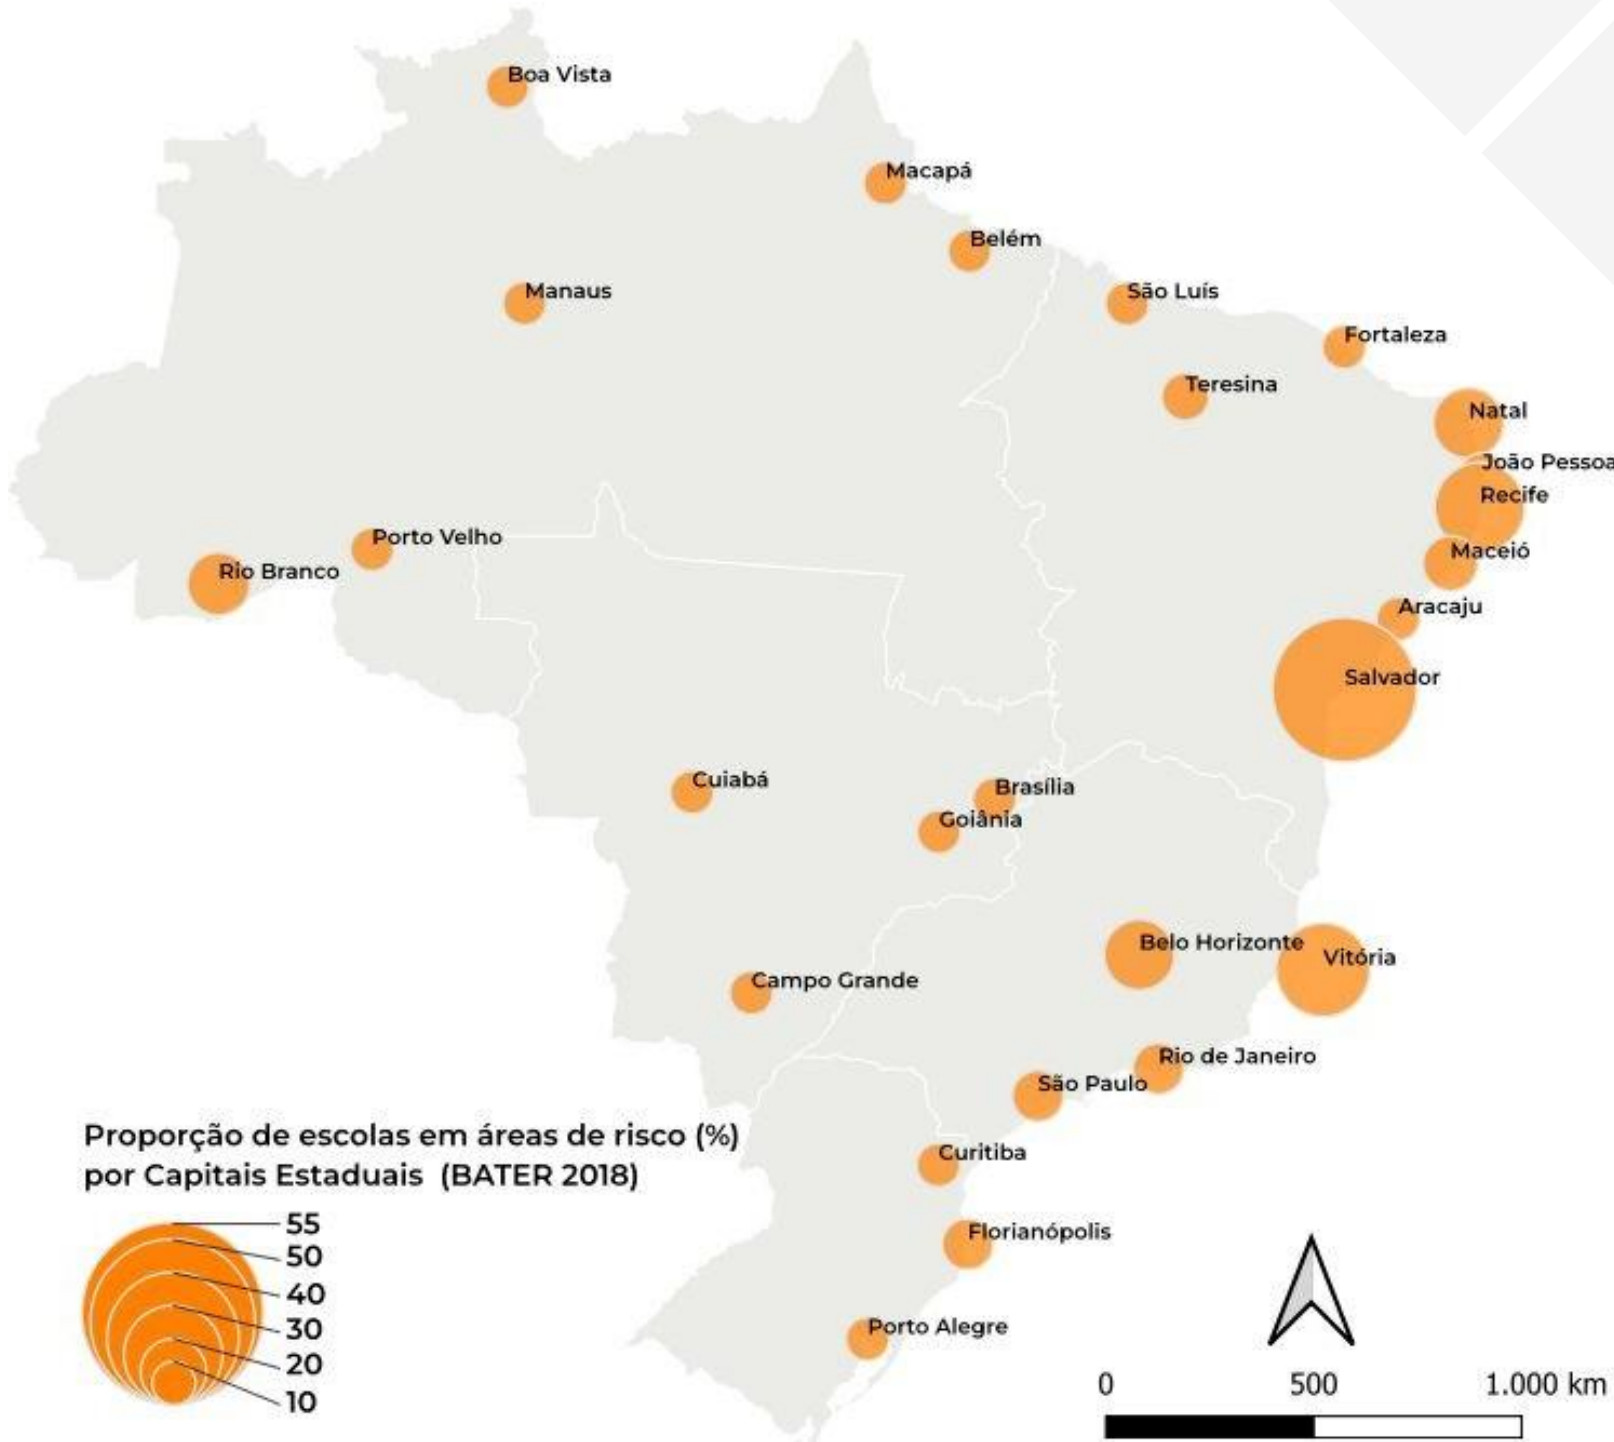 Boa Vista
Macapá
Belém
Manaus
São Luís
Fortaleza
Teresina
Natal
João Pessoa
Recife
Porto Velho
Maceió
Rio Branco
Aracaju
Salvador
Cuiabá
Brasília
Goiânia
Belo Horizonte
Vitória
Campo Grande
Rio de Janeiro
São Paulo
Proporção de escolas em áreas de risco (%)
por Capitais Estaduais (BATER 2018)
Curitiba
Florianópolis
Porto Alegre
55
50
40
30
20
10
0 500 1.000 km